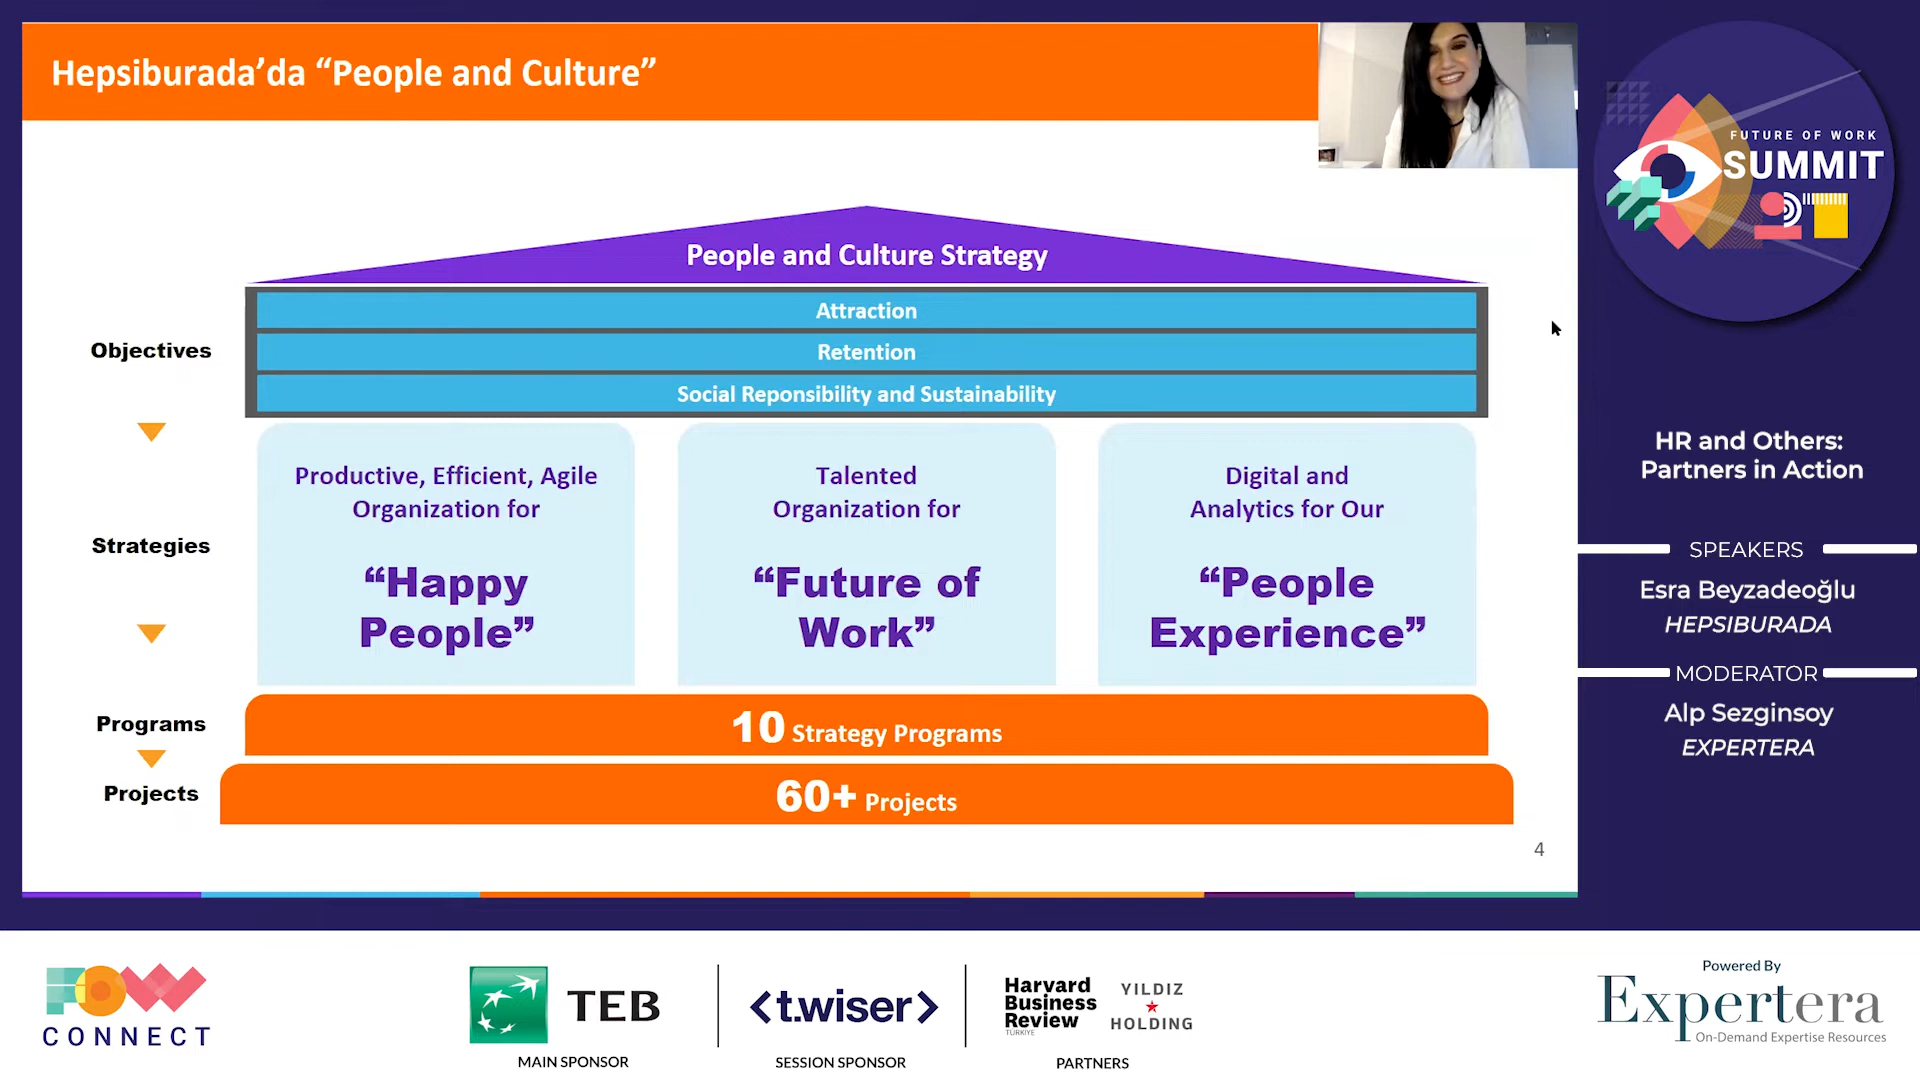 Hepsiburada’da “People and Culture”
People and Culture Strategy
Objectives
Attraction
Retention
Social Reponsibility and Sustainability
Strategies
Productive, Efficient, Agile
Organization for
“Happy
People”
Talented
Organization for
“Future of
Work”
Digital and
Analytics for Our
“People
Experience”
Programs
10 Strategy Programs
Projects
60+ Projects
4
FUTURE OF WORK
SUMMIT
HR and Others:
Partners in Action
SPEAKERS
Esra Beyzadeoğlu
HEPSIBURADA
MODERATOR
Alp Sezginsoy
EXPERTERA
FOW
CONNECT
TEB
MAIN SPONSOR
<t.wiser>
SESSION SPONSOR
Harvard
Business
Review
TÜRKİYE
YILDIZ
HOLDING
PARTNERS
Powered By
Expertera
On-Demand Expertise Resources